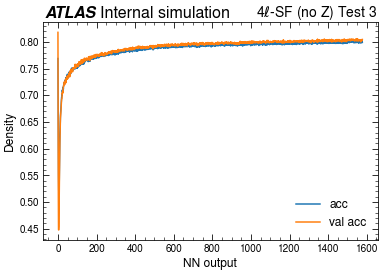 ATLAS Internal simulation 4ℓ-SF (no Z) Test 3
0.80
0.75
0.70
0.65
0.60
0.55
0.50
0.45
Density
acc
val acc
0 200 400 600 800 1000 1200 1400 1600
NN output